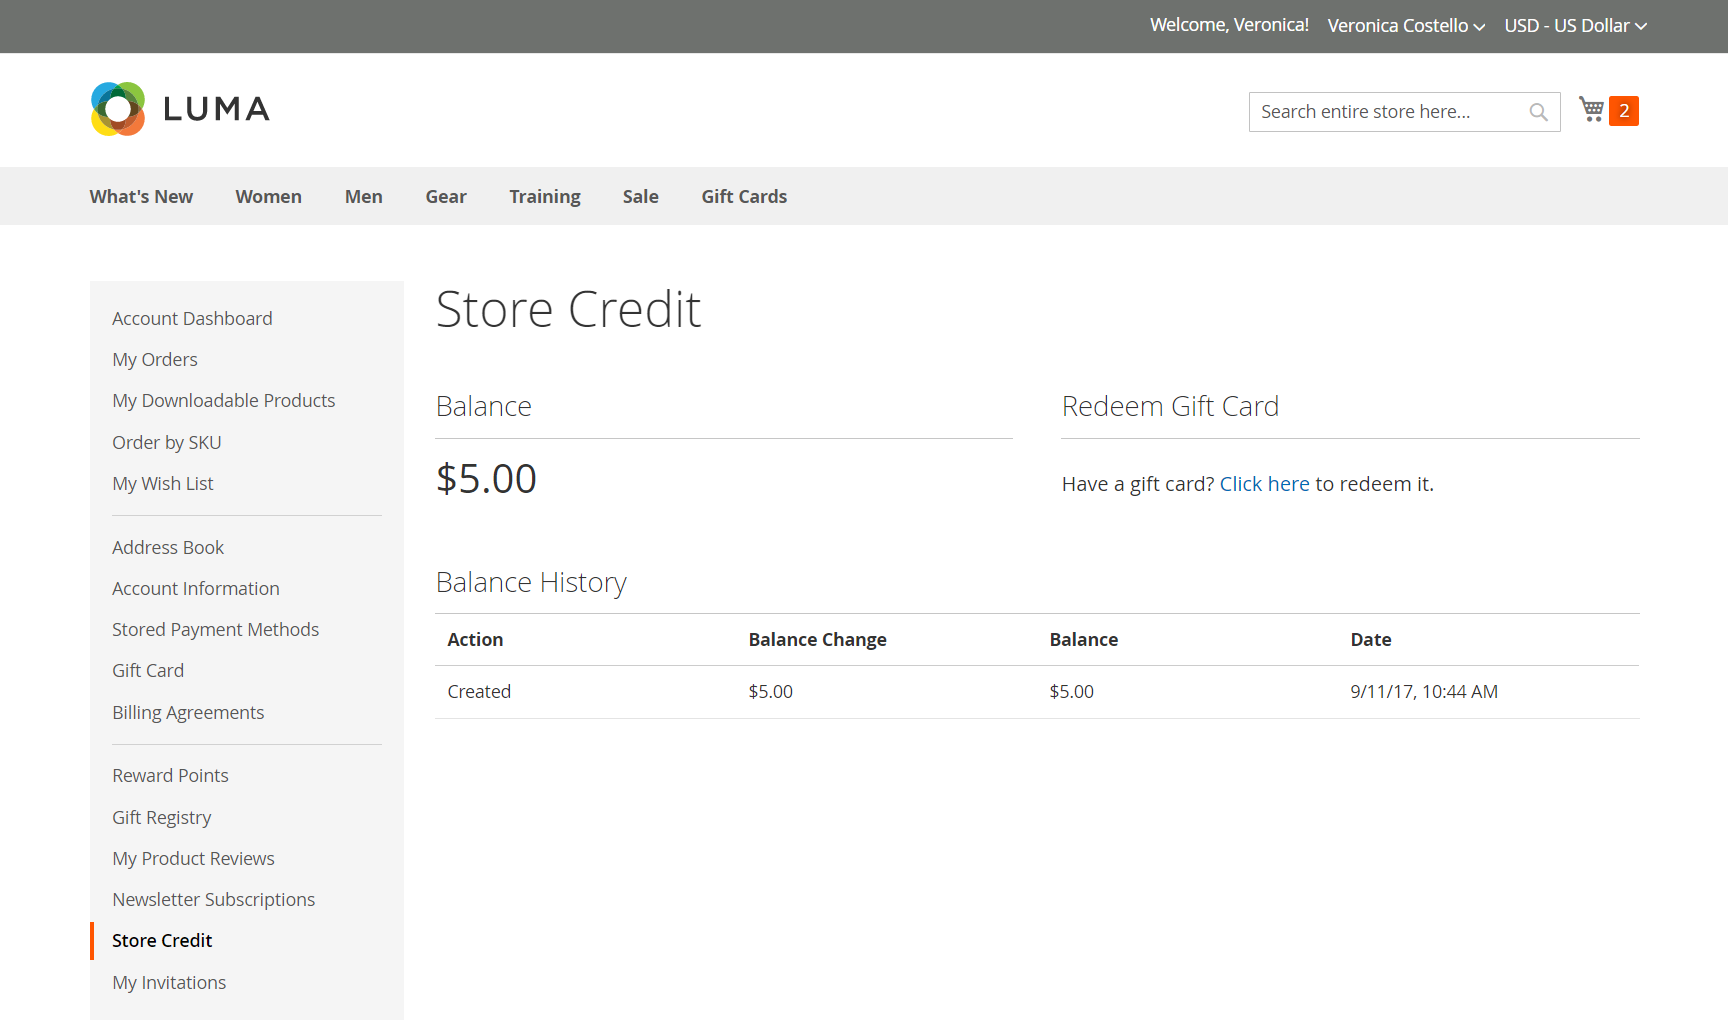 Welcome, Veronica! Veronica Costello USD - US Dollar
LUMA
Search entire store here... 2
What's New Women Men Gear Training Sale Gift Cards
Account Dashboard
My Orders
My Downloadable Products
Order by SKU
My Wish List
Address Book
Account Information
Stored Payment Methods
Gift Card
Billing Agreements
Reward Points
Gift Registry
My Product Reviews
Newsletter Subscriptions
Store Credit
My Invitations
Store Credit
Balance
$5.00
Redeem Gift Card
Have a gift card? Click here to redeem it.
Balance History
Action Balance Change Balance Date
Created $5.00 $5.00 9/11/17, 10:44 AM